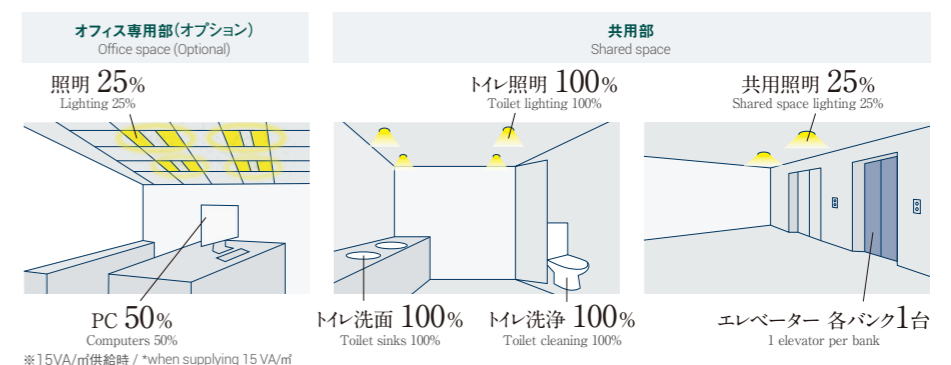 オフィス専用部(オプション)
Office space (Optional)
共用部
Shared space
照明 25%
Lighting 25%
トイレ照明 100%
Toilet lighting 100%
共用照明 25%
Shared space lighting 25%
PC 50%
Computers 50%
トイレ洗面 100%
Toilet sinks 100%
トイレ洗浄 100%
Toilet cleaning 100%
エレベーター 各バンク1台
1 elevator per bank
※15VA/㎡供給時 / *when supplying 15 VA/㎡